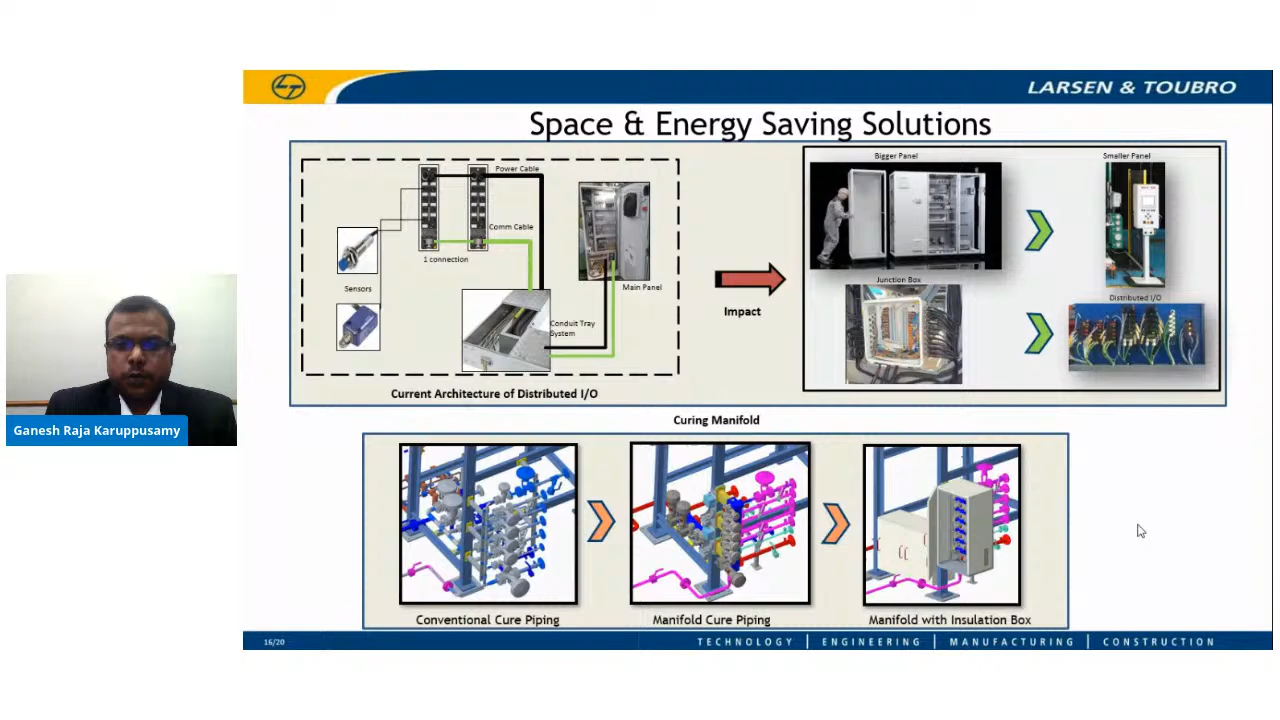 LARSEN & TOUBRO
Space & Energy Saving Solutions
Power Cable
Comm Cable
1 connection
Sensors
Main Panel
Conduit Tray
System
Current Architecture of Distributed I/O
Impact
Bigger Panel
Smaller Panel
Junction Box
Distributed I/O
Curing Manifold
Conventional Cure Piping
Manifold Cure Piping
Manifold with Insulation Box
16/20
TECHNOLOGY | ENGINEERING | MANUFACTURING | CONSTRUCTION
Ganesh Raja Karuppusamy